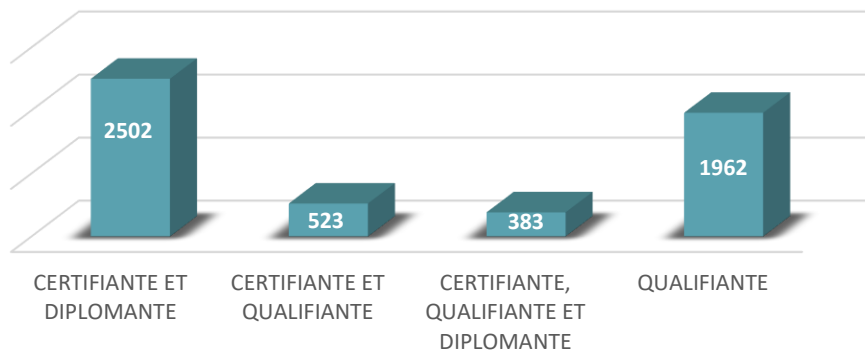 2502
523
383
1962
CERTIFIANTE ET
DIPLOMANTE
CERTIFIANTE ET
QUALIFIANTE
CERTIFIANTE,
QUALIFIANTE ET
DIPLOMANTE
QUALIFIANTE